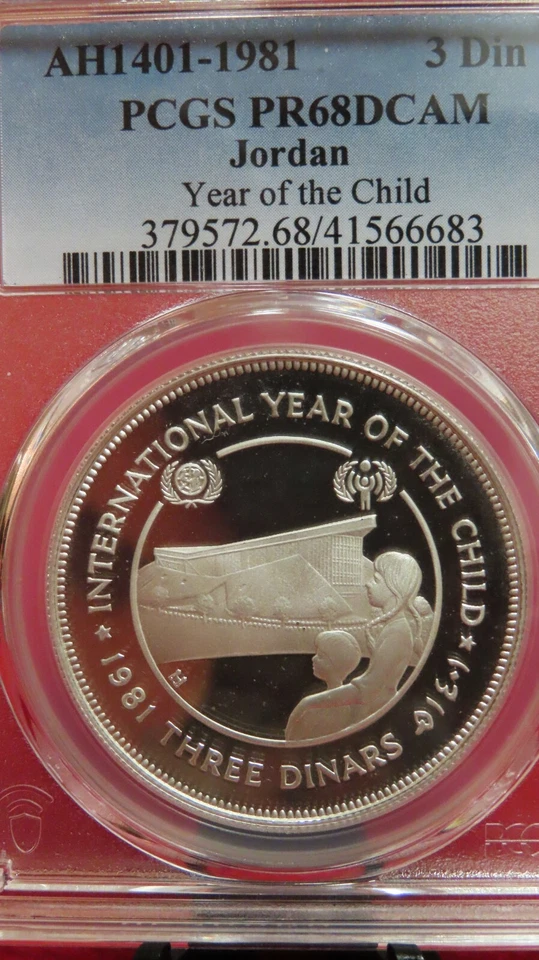 AH1401-1981 3 Din
PCGS PR68DCAM
Jordan
Year of the Child
379572.68/41566683
INTERNATIONAL YEAR OF THE CHILD
★ 1981 THREE DINARS ١٤٠١ ه ★